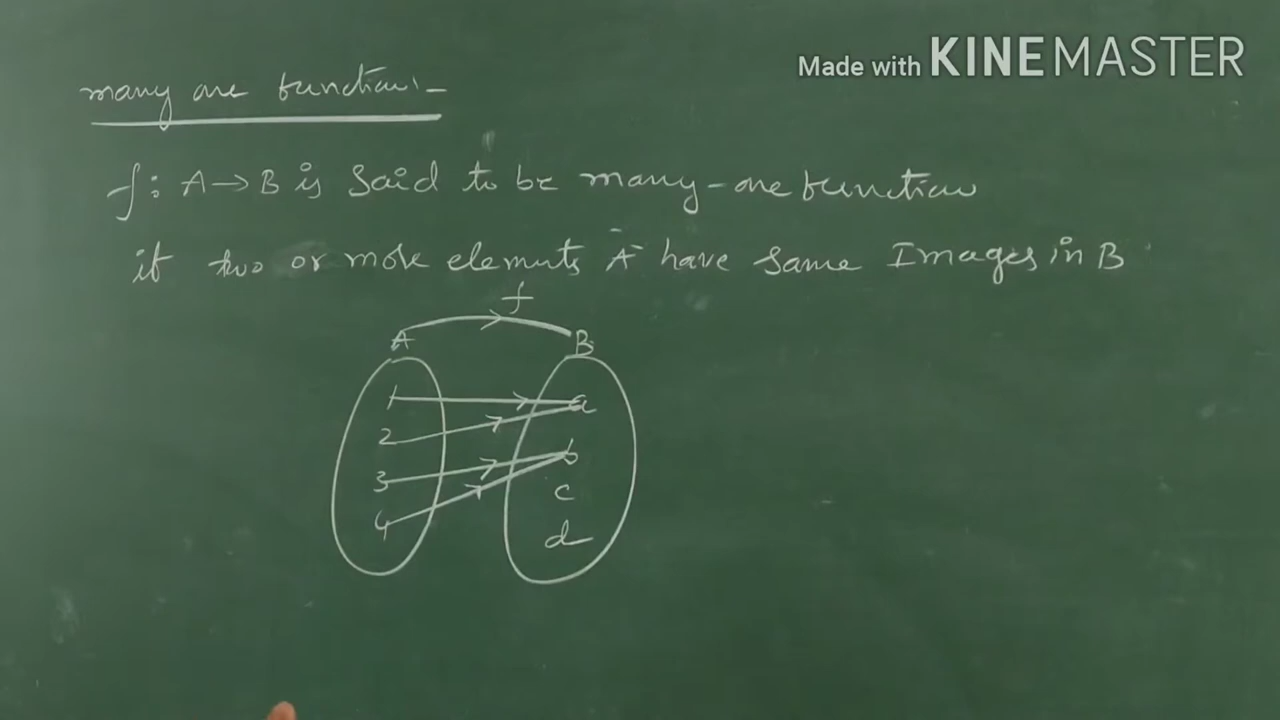 Made with KINEMASTER
many one function:-
f: A → B is said to be many-one function
if two or more elements A have same Images in B
f
A B
1 a
2
3 b
4 c
d